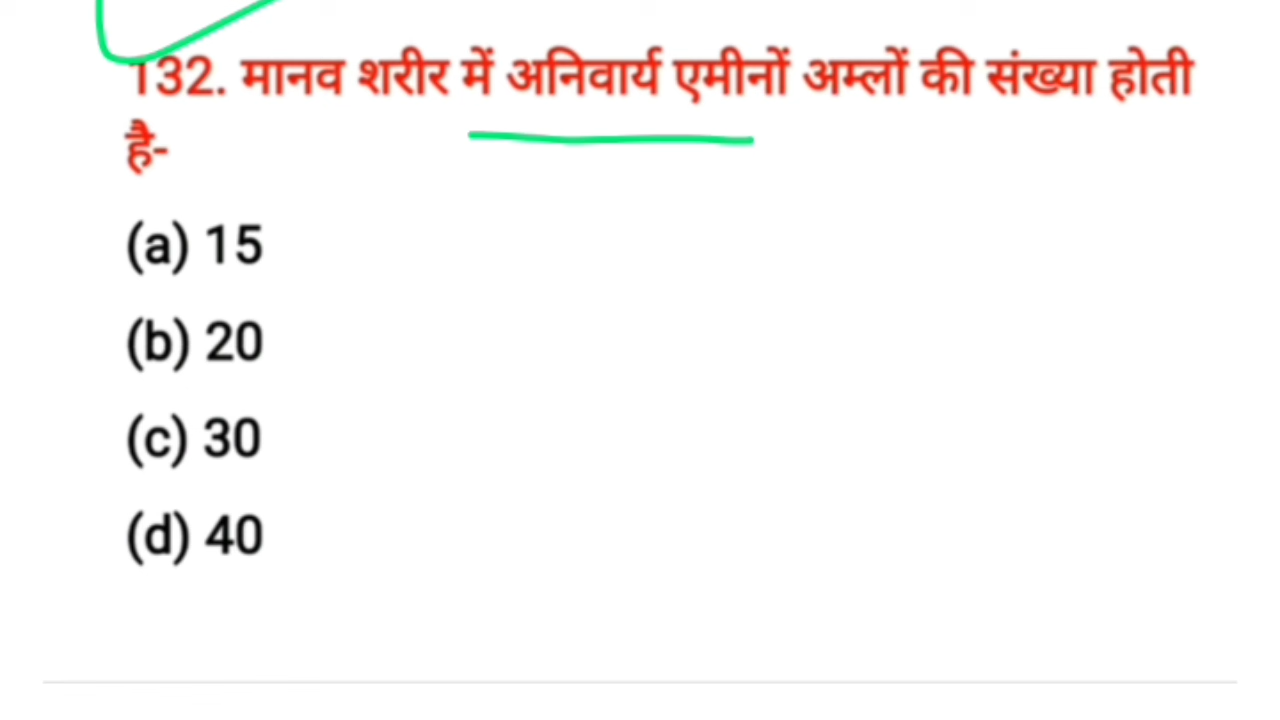 132. मानव शरीर में अनिवार्य एमीनों अम्लों की संख्या होती
है-
(a) 15
(b) 20
(c) 30
(d) 40